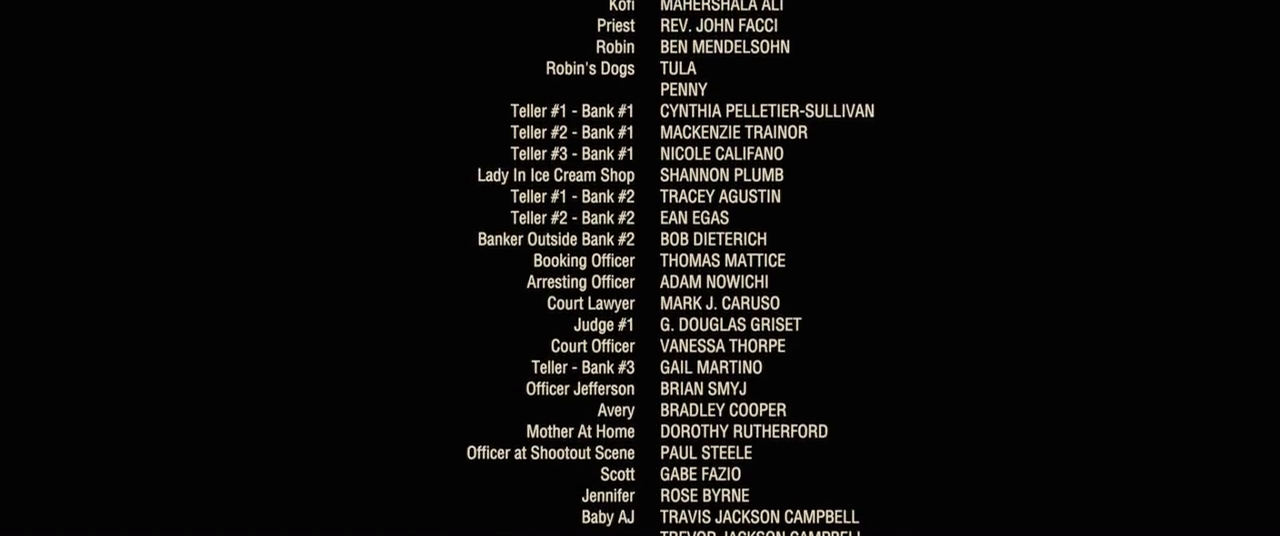 Kofi MAHERSHALA ALI
Priest REV. JOHN FACCI
Robin BEN MENDELSOHN
Robin's Dogs TULA
PENNY
Teller #1 - Bank #1 CYNTHIA PELLETIER-SULLIVAN
Teller #2 - Bank #1 MACKENZIE TRAINOR
Teller #3 - Bank #1 NICOLE CALIFANO
Lady In Ice Cream Shop SHANNON PLUMB
Teller #1 - Bank #2 TRACEY AGUSTIN
Teller #2 - Bank #2 EAN EGAS
Banker Outside Bank #2 BOB DIETERICH
Booking Officer THOMAS MATTICE
Arresting Officer ADAM NOWICHI
Court Lawyer MARK J. CARUSO
Judge #1 G. DOUGLAS GRISET
Court Officer VANESSA THORPE
Teller - Bank #3 GAIL MARTINO
Officer Jefferson BRIAN SMYJ
Avery BRADLEY COOPER
Mother At Home DOROTHY RUTHERFORD
Officer at Shootout Scene PAUL STEELE
Scott GABE FAZIO
Jennifer ROSE BYRNE
Baby AJ TRAVIS JACKSON CAMPBELL
TREVOR JACKSON CAMPBELL